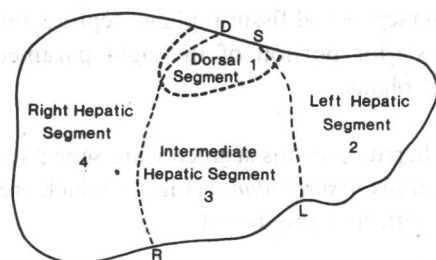 D
S
Dorsal
Segment 1
Right Hepatic
Segment
4
Left Hepatic
Segment
2
Intermediate
Hepatic Segment
3
L
R